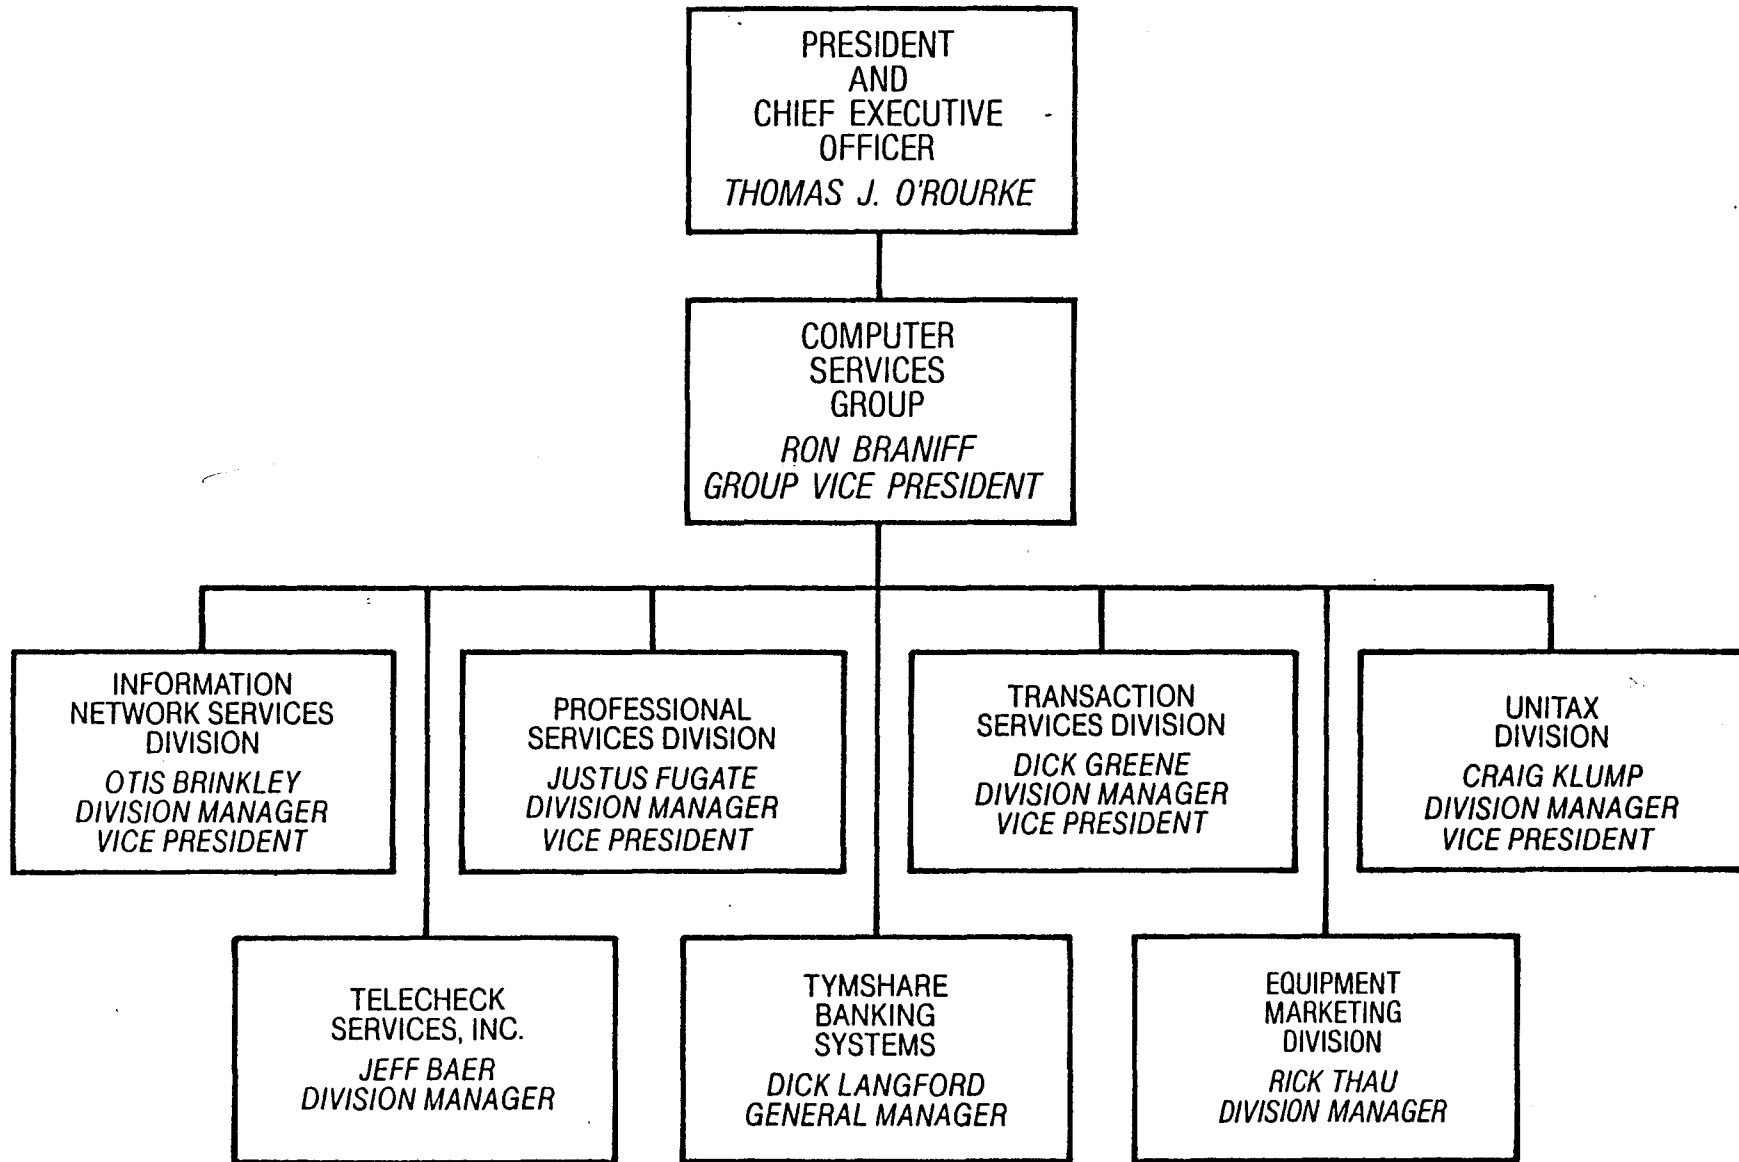 PRESIDENT
AND
CHIEF EXECUTIVE
OFFICER
THOMAS J. O'ROURKE
COMPUTER
SERVICES
GROUP
RON BRANIFF
GROUP VICE PRESIDENT
INFORMATION
NETWORK SERVICES
DIVISION
OTIS BRINKLEY
DIVISION MANAGER
VICE PRESIDENT
PROFESSIONAL
SERVICES DIVISION
JUSTUS FUGATE
DIVISION MANAGER
VICE PRESIDENT
TRANSACTION
SERVICES DIVISION
DICK GREENE
DIVISION MANAGER
VICE PRESIDENT
UNITAX
DIVISION
CRAIG KLUMP
DIVISION MANAGER
VICE PRESIDENT
TELECHECK
SERVICES, INC.
JEFF BAER
DIVISION MANAGER
TYMSHARE
BANKING
SYSTEMS
DICK LANGFORD
GENERAL MANAGER
EQUIPMENT
MARKETING
DIVISION
RICK THAU
DIVISION MANAGER